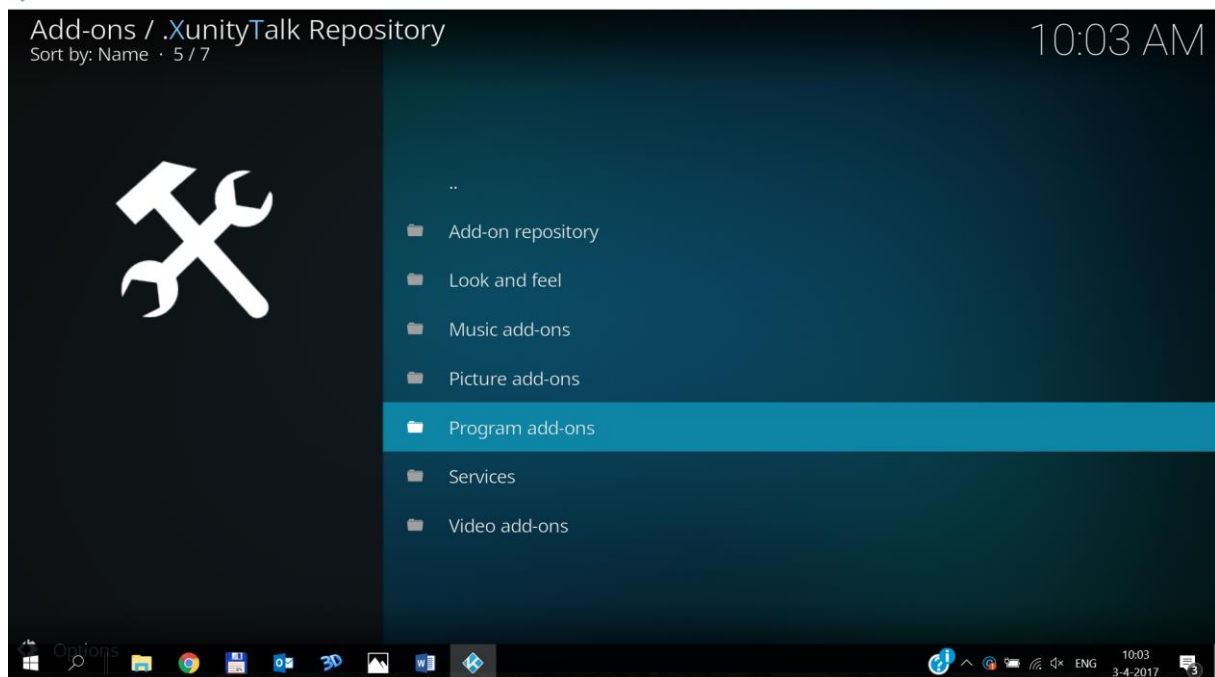 Add-ons / .XunityTalk Repository
Sort by: Name · 5 / 7
10:03 AM
..
Add-on repository
Look and feel
Music add-ons
Picture add-ons
Program add-ons
Services
Video add-ons
Options
3D
ENG
10:03
3-4-2017
3